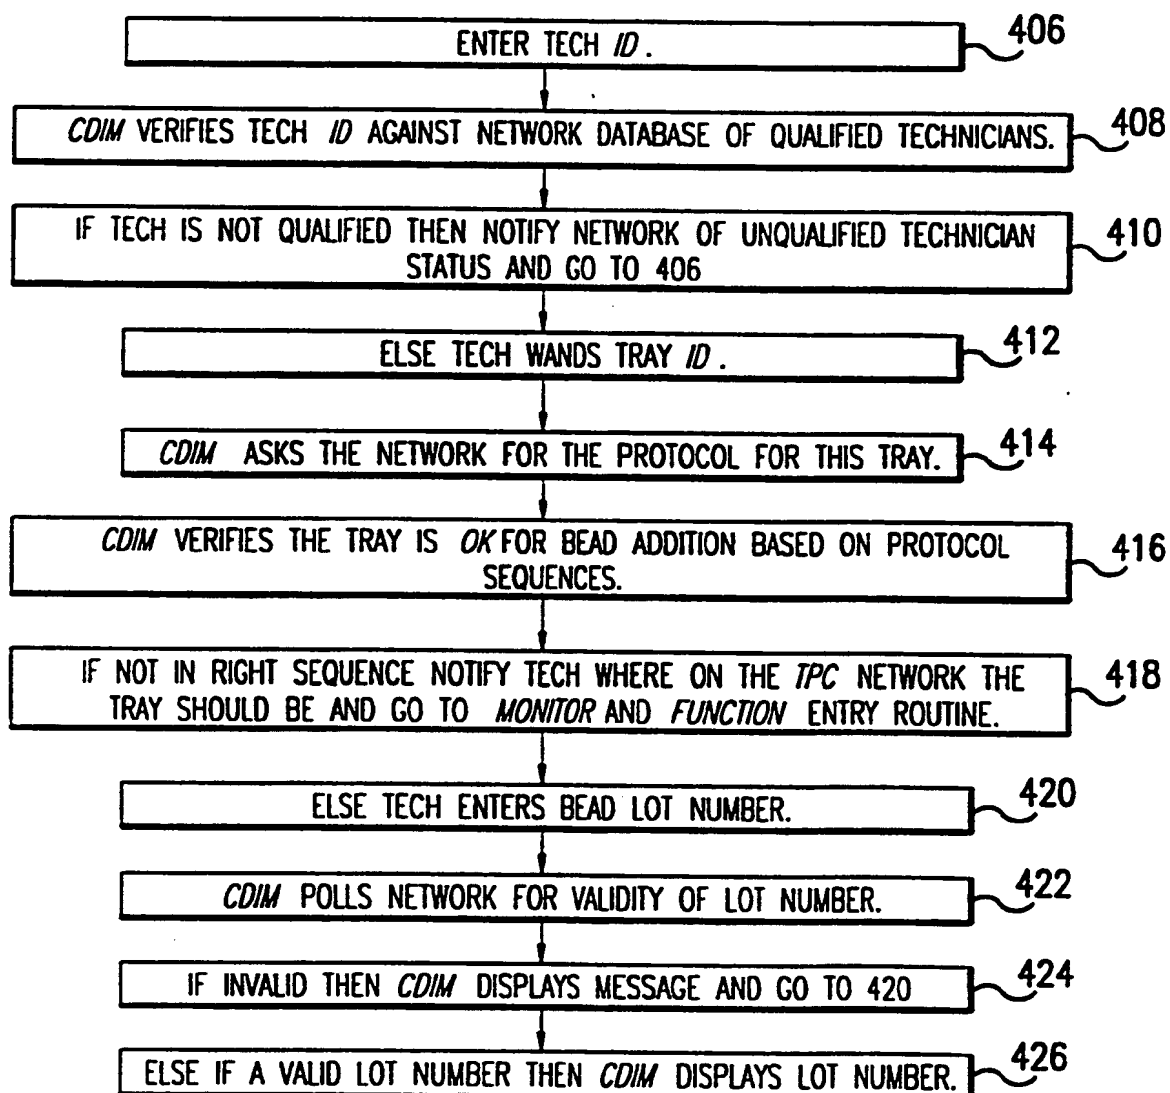 ENTER TECH ID. 406
CDIM VERIFIES TECH ID AGAINST NETWORK DATABASE OF QUALIFIED TECHNICIANS. 408
IF TECH IS NOT QUALIFIED THEN NOTIFY NETWORK OF UNQUALIFIED TECHNICIAN 410
STATUS AND GO TO 406
ELSE TECH WANDS TRAY ID. 412
CDIM ASKS THE NETWORK FOR THE PROTOCOL FOR THIS TRAY. 414
CDIM VERIFIES THE TRAY IS OK FOR BEAD ADDITION BASED ON PROTOCOL 416
SEQUENCES.
IF NOT IN RIGHT SEQUENCE NOTIFY TECH WHERE ON THE TPC NETWORK THE 418
TRAY SHOULD BE AND GO TO MONITOR AND FUNCTION ENTRY ROUTINE.
ELSE TECH ENTERS BEAD LOT NUMBER. 420
CDIM POLLS NETWORK FOR VALIDITY OF LOT NUMBER. 422
IF INVALID THEN CDIM DISPLAYS MESSAGE AND GO TO 420 424
ELSE IF A VALID LOT NUMBER THEN CDIM DISPLAYS LOT NUMBER. 426